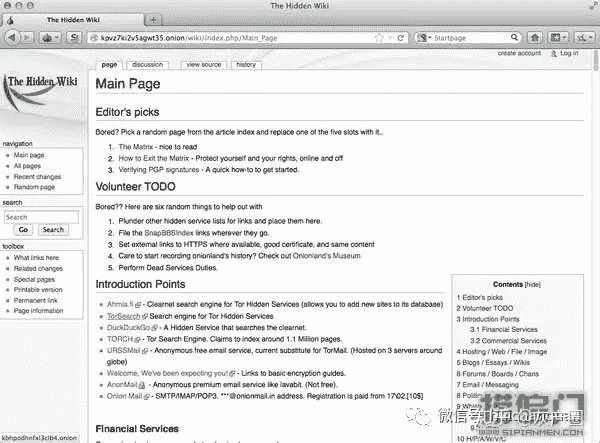 The Hidden Wiki
The Hidden Wiki
kpvz7ki2v5agwt35.onion/wiki/index.php/Main_Page
Startpage
create account Log in
The Hidden Wiki
page discussion view source history
Main Page
navigation
Main page
All pages
Recent changes
Random page
search
Search
Go Search
toolbox
What links here
Related changes
Special pages
Printable version
Permanent link
Page information
Editor's picks
Bored? Pick a random page from the article index and replace one of the five slots with it..
1. The Matrix - nice to read
2. How to Exit the Matrix - Protect yourself and your rights, online and off
3. Verifying PGP signatures - A quick how-to to get started.
Volunteer TODO
Bored?? Here are six random things to help out with
1. Plunder other hidden service lists for links and place them here.
2. File the SnapBBSIndex links wherever they go.
3. Set external links to HTTPS where available, good certificate, and same content
4. Care to start recording onionland's history? Check out Onionland's Museum
5. Perform Dead Services Duties.
Introduction Points
Ahmia.fi - Clearnet search engine for Tor Hidden Services (allows you to add new sites to its database)
TorSearch Search engine for Tor Hidden Services
DuckDuckGo - A Hidden Service that searches the clearnet.
TORCH - Tor Search Engine. Claims to index around 1.1 Million pages.
URSSMail - Anonymous free email service, current substitute for TorMail. (Hosted on 3 servers around
globe)
Welcome, We've been expecting you! - Links to basic encryption guides.
AnonMail - Anonymous premium email service like lavabit. (Not free).
Onion Mail - SMTP/IMAP/POP3. ***@onionmail.in address. Registration is paid from 17/02.[10$]
Financial Services
Contents [hide]
1 Editor's picks
2 Volunteer TODO
3 Introduction Points
3.1 Financial Services
3.2 Commercial Services
4 Hosting / Web / File / Image
5 Blogs / Essays / Wikis
6 Forums / Boards / Chans
7 Email / Messaging
8 Political
10 H/P/A/W/V/C
微信号
SIPIANMEN.COM